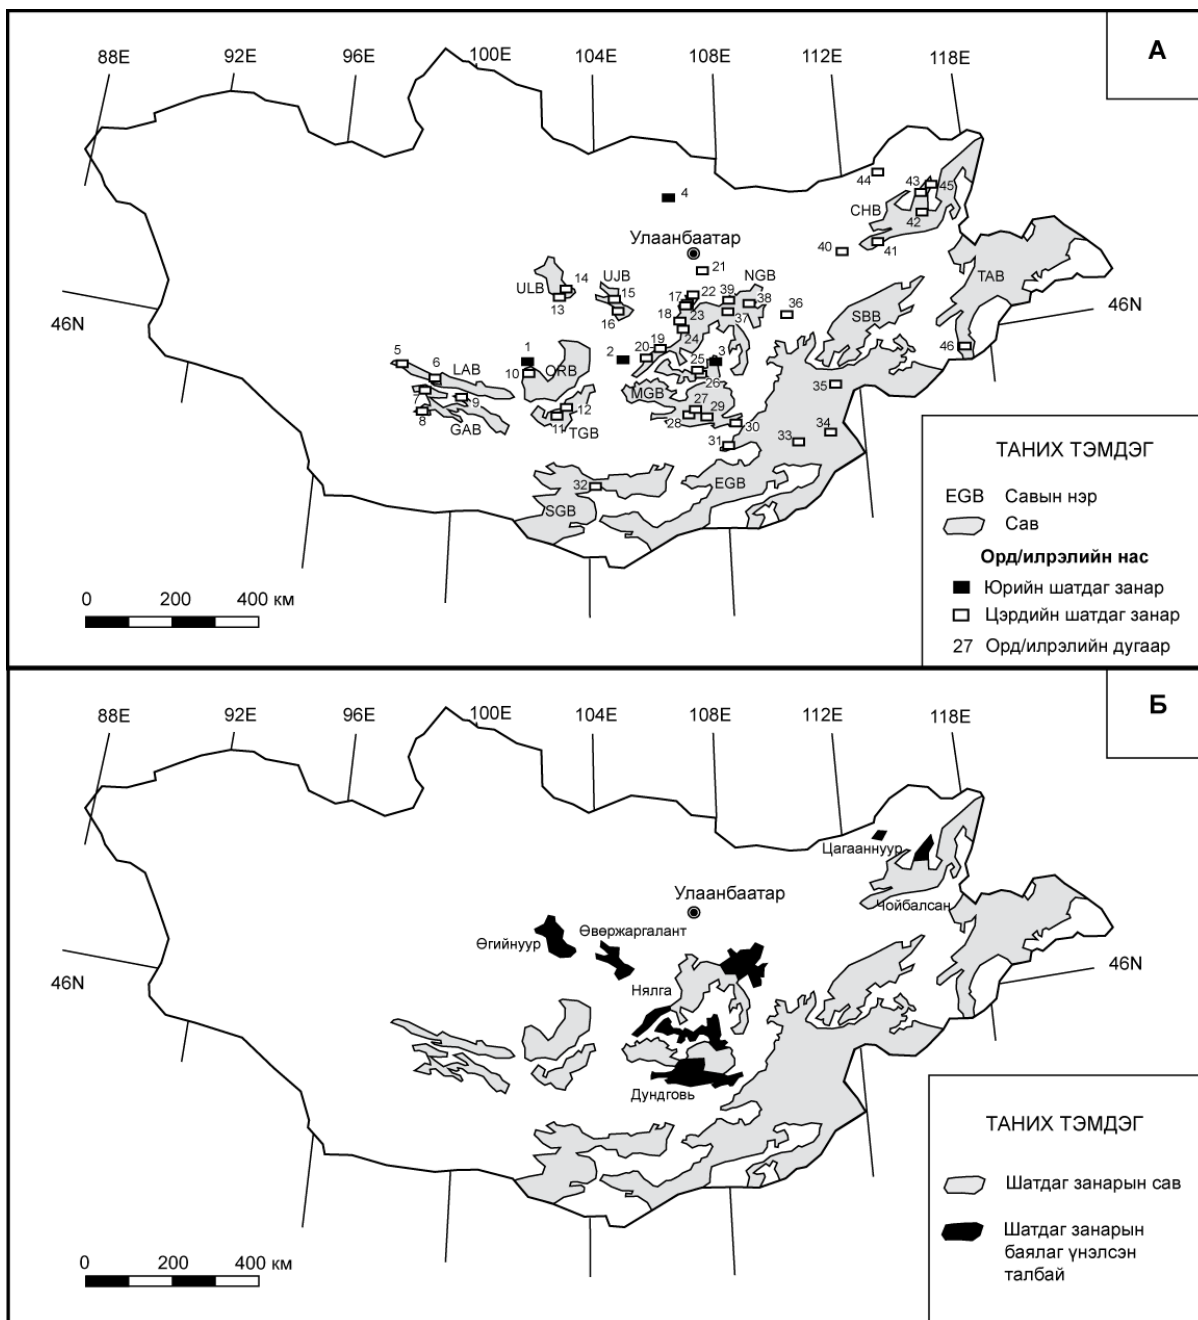 А
88E 92E 96E 100E 104E 108E 112E 118E
44
43 45
4
CHB
42
Улаанбаатар
40 41
21
TAB
ULB 14 UJB NGB
13 15 17 22 39 38 36
SBB
46N
46N
16 18 23 37
24
1 2 20 19 3 46
5 6 LAB 10 ORB 25
26
35
7 9 MGB 27
8 12 28 29
GAB 11 TGB 30
31 33 34
32 EGB
SGB
ТАНИХ ТЭМДЭГ
EGB Савын нэр
Сав
Орд/илрэлийн нас
Юрийн шатдаг занар
Цэрдийн шатдаг занар
27 Орд/илрэлийн дугаар
0 200 400 км
Б
88E 92E 96E 100E 104E 108E 112E 118E
Цагааннуур
Улаанбаатар
Чойбалсан
Өгийнуур Өвөржаргалант
46N
46N
Нялга
Дундговь
ТАНИХ ТЭМДЭГ
Шатдаг занарын сав
Шатдаг занарын
баялаг үнэлсэн
талбай
0 200 400 км